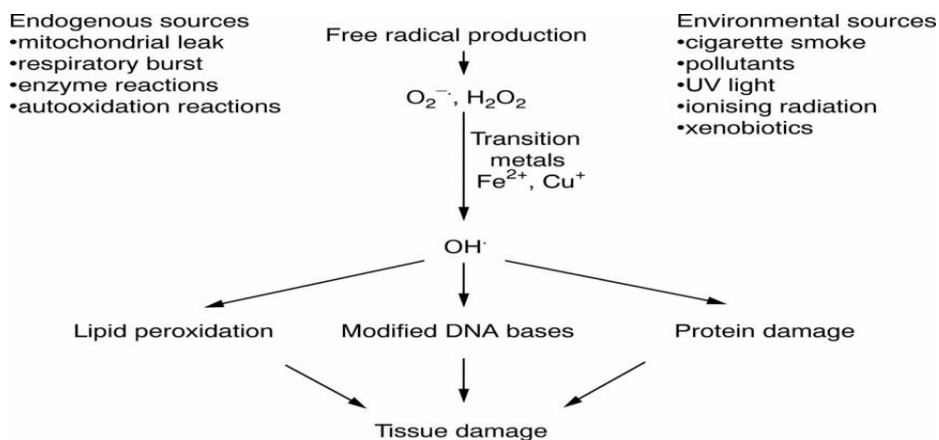 Endogenous sources
•mitochondrial leak
•respiratory burst
•enzyme reactions
•autooxidation reactions
Free radical production
Environmental sources
•cigarette smoke
•pollutants
•UV light
•ionising radiation
•xenobiotics
O₂⁻·, H₂O₂
Transition
metals
Fe²⁺, Cu⁺
OH·
Lipid peroxidation
Modified DNA bases
Protein damage
Tissue damage